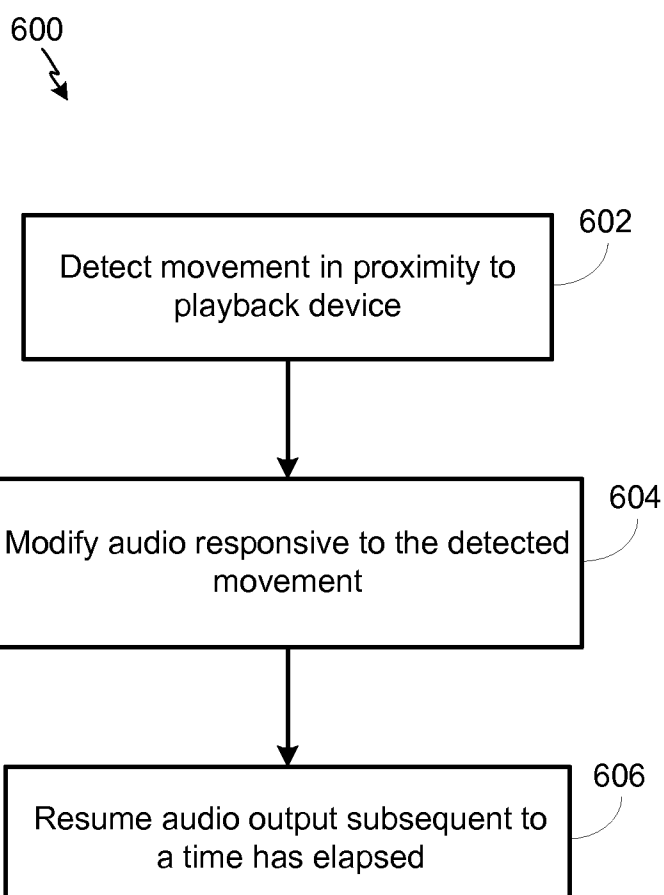 600
602
Detect movement in proximity to
playback device
604
Modify audio responsive to the detected
movement
606
Resume audio output subsequent to
a time has elapsed